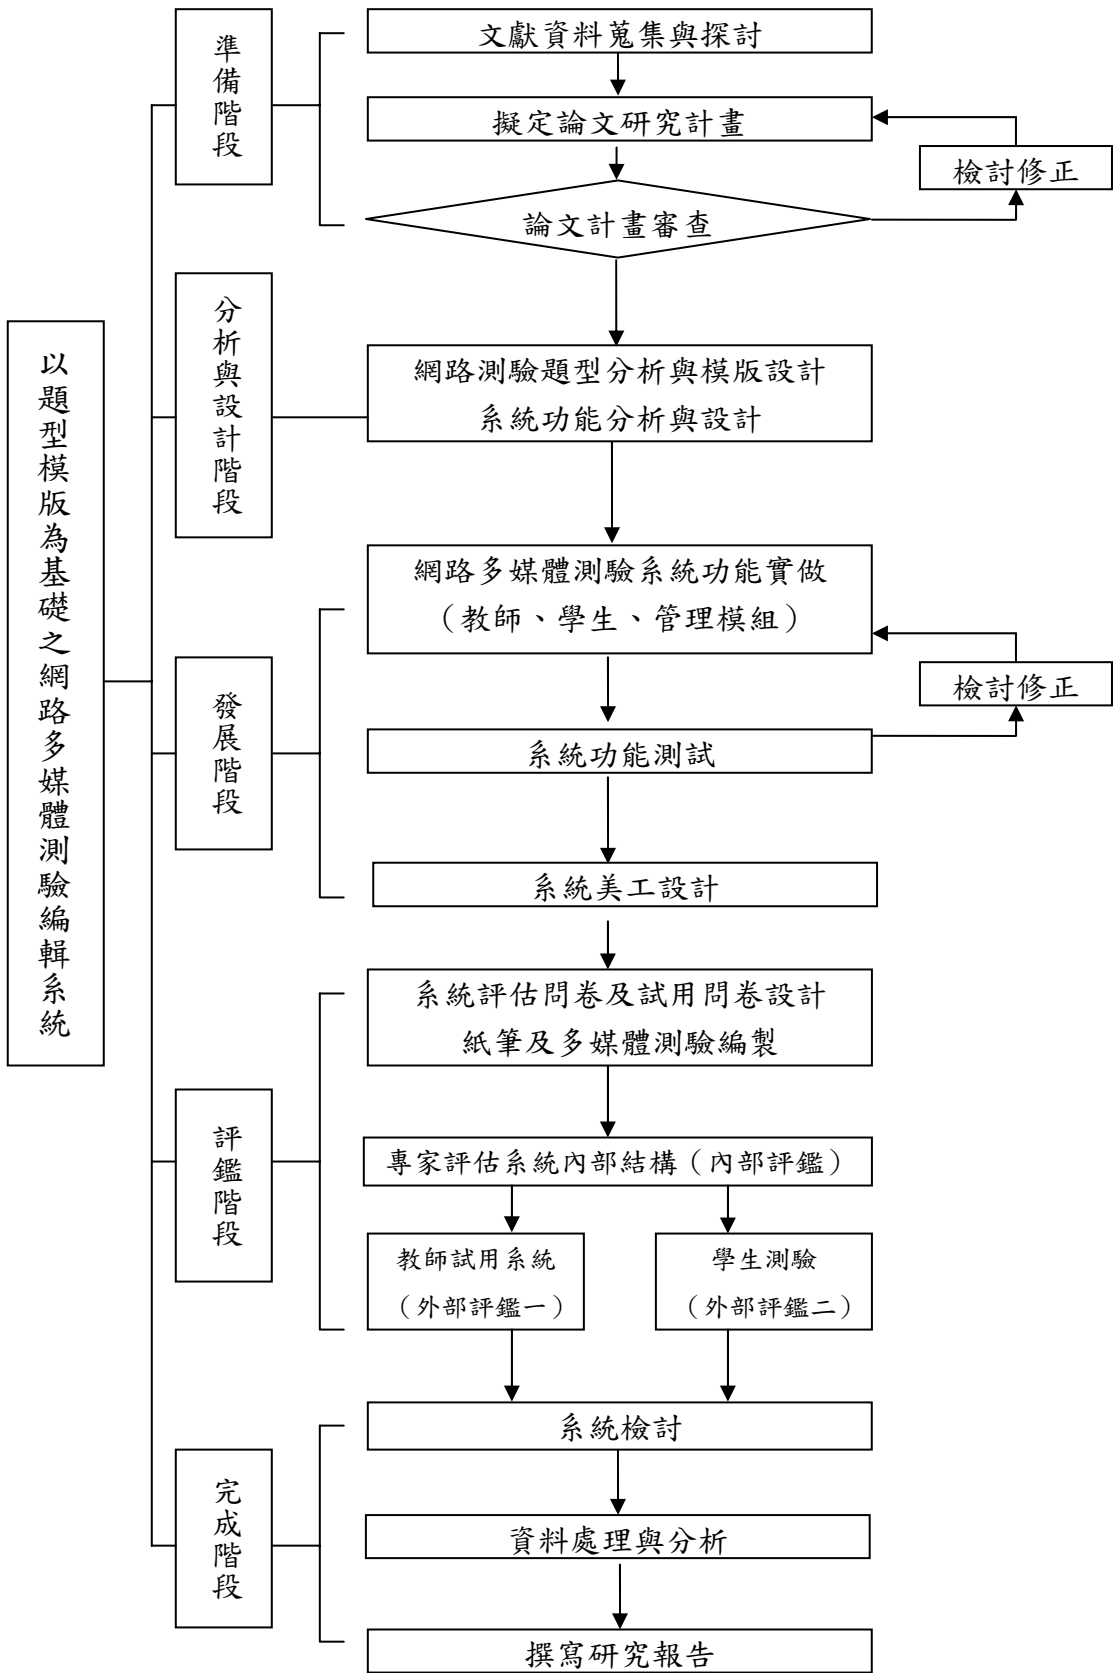 以題型模版為基礎之網路多媒體測驗編輯系統
準備階段
文獻資料蒐集與探討
擬定論文研究計畫
檢討修正
論文計畫審查
分析與設計階段
網路測驗題型分析與模版設計
系統功能分析與設計
發展階段
網路多媒體測驗系統功能實做
（教師、學生、管理模組）
檢討修正
系統功能測試
系統美工設計
評鑑階段
系統評估問卷及試用問卷設計
紙筆及多媒體測驗編製
專家評估系統內部結構（內部評鑑）
教師試用系統
（外部評鑑一）
學生測驗
（外部評鑑二）
完成階段
系統檢討
資料處理與分析
撰寫研究報告